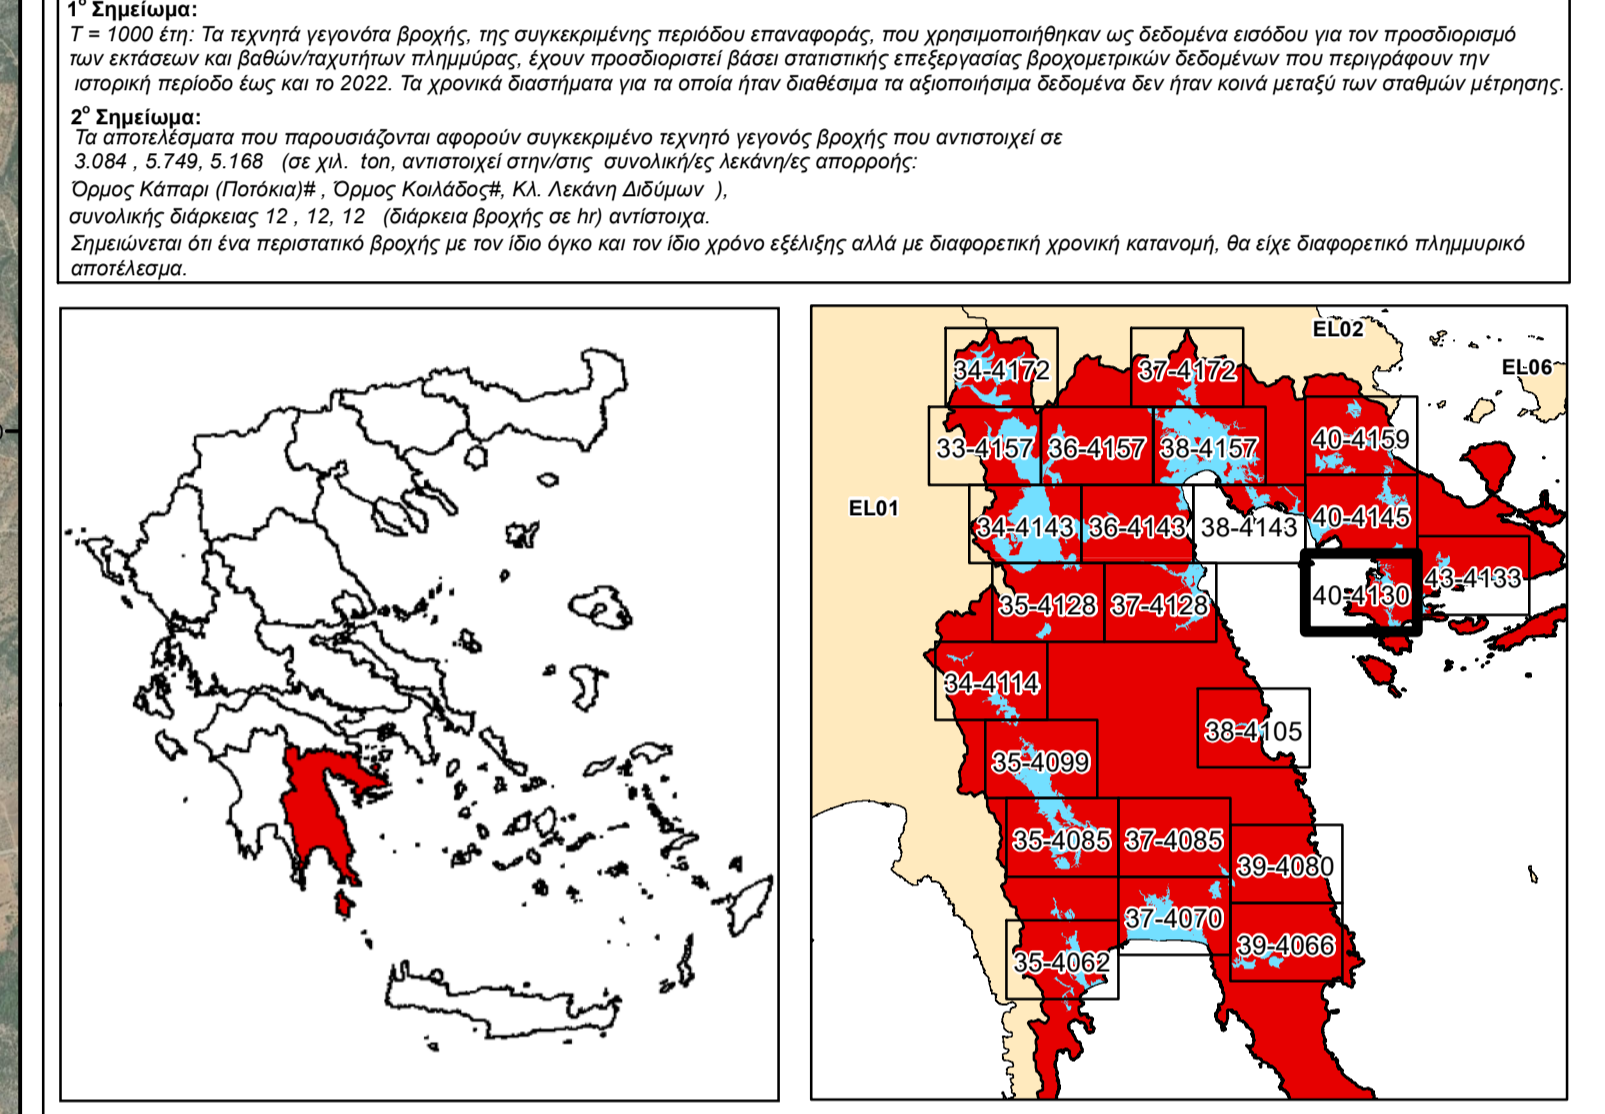 1ο Σημείωμα:
T = 1000 έτη: Τα τεχνητά γεγονότα βροχής, της συγκεκριμένης περιόδου επαναφοράς, που χρησιμοποιήθηκαν ως δεδομένα εισόδου για τον προσδιορισμό
των εκτάσεων και βαθών/ταχυτήτων πλημμύρας, έχουν προσδιοριστεί βάσει στατιστικής επεξεργασίας βροχομετρικών δεδομένων που περιγράφουν την
ιστορική περίοδο έως και το 2022. Τα χρονικά διαστήματα για τα οποία ήταν διαθέσιμα τα αξιοποιήσιμα δεδομένα δεν ήταν κοινά μεταξύ των σταθμών μέτρησης.
2ο Σημείωμα:
Τα αποτελέσματα που παρουσιάζονται αφορούν συγκεκριμένο τεχνητό γεγονός βροχής που αντιστοιχεί σε
3.084 , 5.749, 5.168 (σε χιλ. ton, αντιστοιχεί στην/στις συνολική/ες λεκάνη/ες απορροής:
Όρμος Κάπαρι (Ποτόκια)# , Όρμος Κοιλάδος#, Κλ. Λεκάνη Διδύμων ),
συνολικής διάρκειας 12 , 12, 12 (διάρκεια βροχής σε hr) αντίστοιχα.
Σημειώνεται ότι ένα περιστατικό βροχής με τον ίδιο όγκο και τον ίδιο χρόνο εξέλιξης αλλά με διαφορετική χρονική κατανομή, θα είχε διαφορετικό πλημμυρικό
αποτέλεσμα.
EL02
EL06
34-4172
37-4172
33-4157
36-4157
38-4157
40-4159
EL01
34-4143
36-4143
38-4143
40-4145
43-4133
40-4130
35-4128
37-4128
34-4114
38-4105
35-4099
35-4085
37-4085
39-4080
37-4070
39-4066
35-4062